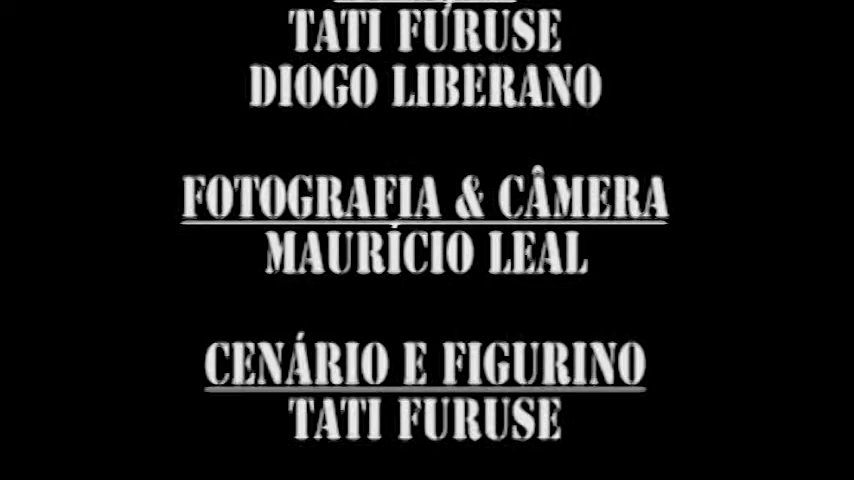 TATI FURUSE
DIOGO LIBERANO
FOTOGRAFIA & CÂMERA
MAURÍCIO LEAL
CENÁRIO E FIGURINO
TATI FURUSE